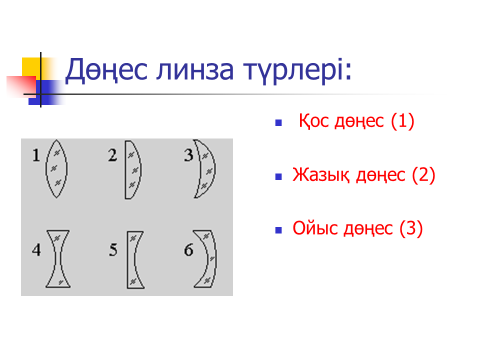 Дөңес линза түрлері:
Қос дөңес (1)
Жазық дөңес (2)
Ойыс дөңес (3)
1 2 3
4 5 6